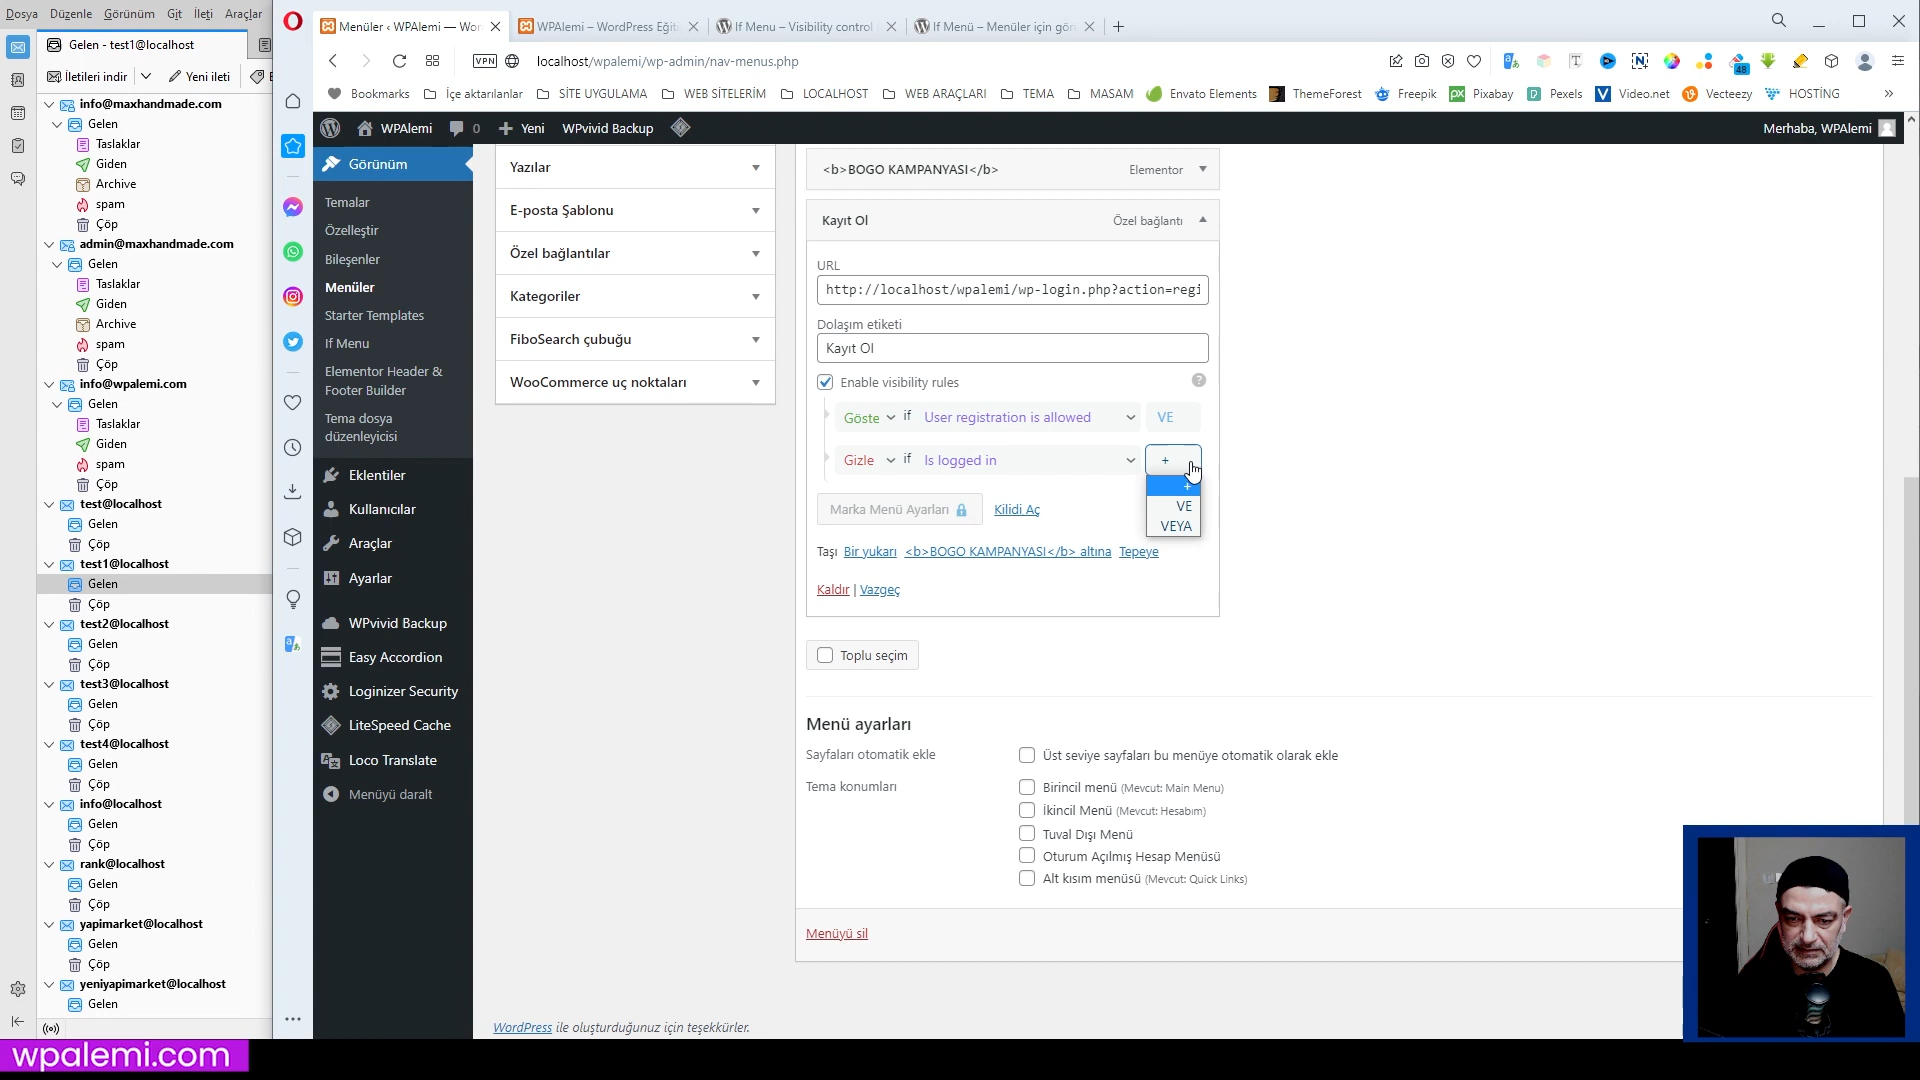 Dosya Düzenle Görünüm Git İleti Araçlar
Gelen - test1@localhost
İletileri indir
Yeni ileti
info@maxhandmade.com
Gelen
Taslaklar
Giden
Archive
spam
Çöp
admin@maxhandmade.com
Gelen
Taslaklar
Giden
Archive
spam
Çöp
info@wpalemi.com
Gelen
Taslaklar
Giden
spam
Çöp
test@localhost
Gelen
Çöp
test1@localhost
Gelen
Çöp
test2@localhost
Gelen
Çöp
test3@localhost
Gelen
Çöp
test4@localhost
Gelen
Çöp
info@localhost
Gelen
Çöp
rank@localhost
Gelen
Çöp
yapimarket@localhost
Gelen
Çöp
yeniyapimarket@localhost
Gelen
Menüler ‹ WPAlemi — Wor
WPAlemi – WordPress Eğiti
If Menu – Visibility control
If Menü – Menüler için gör
VPN
localhost/wpalemi/wp-admin/nav-menus.php
48
Bookmarks
İçe aktarılanlar
SİTE UYGULAMA
WEB SİTELERİM
LOCALHOST
WEB ARAÇLARI
TEMA
MASAM
Envato Elements
ThemeForest
Freepik
Pixabay
Pexels
Video.net
Vecteezy
HOSTİNG
WPAlemi
0
Yeni
WPvivid Backup
Merhaba, WPAlemi
Görünüm
Temalar
Özelleştir
Bileşenler
Menüler
Starter Templates
If Menu
Elementor Header &
Footer Builder
Tema dosya
düzenleyicisi
Eklentiler
Kullanıcılar
Araçlar
Ayarlar
WPvivid Backup
Easy Accordion
Loginizer Security
LiteSpeed Cache
Loco Translate
Menüyü daralt
Yazılar
E-posta Şablonu
Özel bağlantılar
Kategoriler
FiboSearch çubuğu
WooCommerce uç noktaları
<b>BOGO KAMPANYASI</b>
Elementor
Kayıt Ol
Özel bağlantı
URL
http://localhost/wpalemi/wp-login.php?action=regi
Dolaşım etiketi
Kayıt Ol
Enable visibility rules
Göste if User registration is allowed VE
Gizle if Is logged in +
+
VE
VEYA
Marka Menü Ayarları
Kilidi Aç
Taşı Bir yukarı <b>BOGO KAMPANYASI</b> altına Tepeye
Kaldır | Vazgeç
Toplu seçim
Menü ayarları
Sayfaları otomatik ekle
Üst seviye sayfaları bu menüye otomatik olarak ekle
Tema konumları
Birincil menü (Mevcut: Main Menu)
İkincil Menü (Mevcut: Hesabım)
Tuval Dışı Menü
Oturum Açılmış Hesap Menüsü
Alt kısım menüsü (Mevcut: Quick Links)
Menüyü sil
WordPress ile oluşturduğunuz için teşekkürler.
wpalemi.com